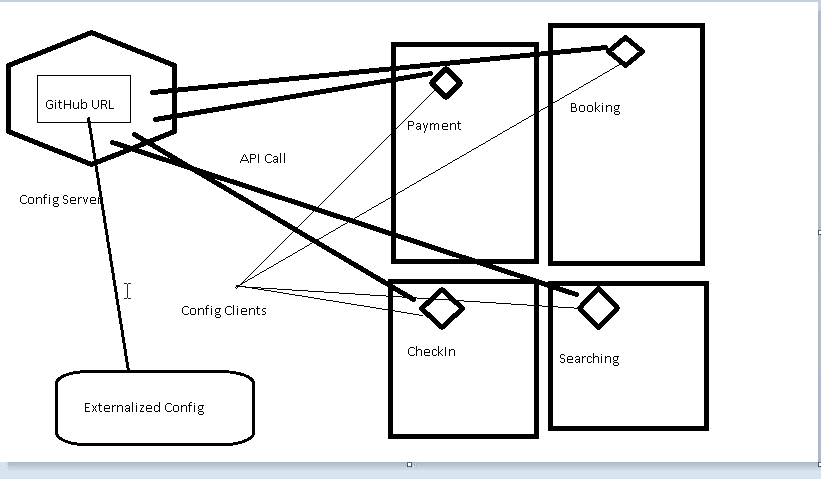 GitHub URL
Payment
Booking
API Call
Config Server
Config Clients
CheckIn
Searching
Externalized Config